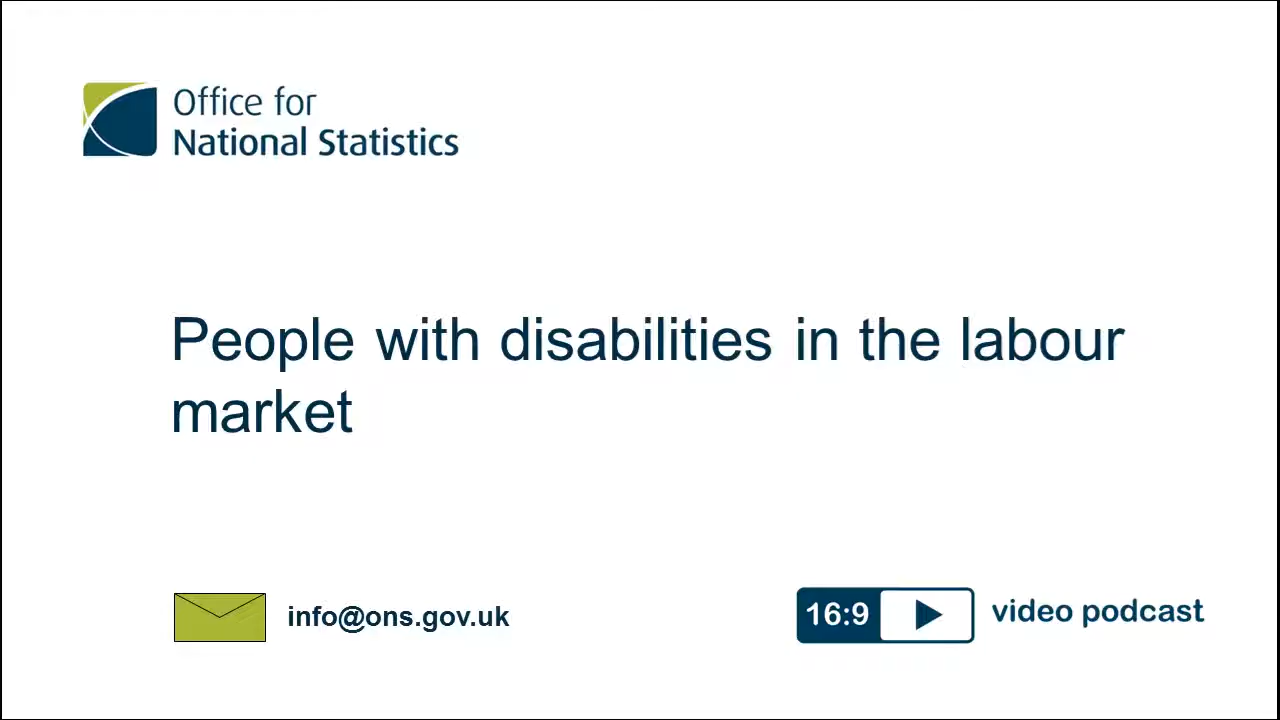 Office for
National Statistics
People with disabilities in the labour
market
info@ons.gov.uk
16:9
video podcast